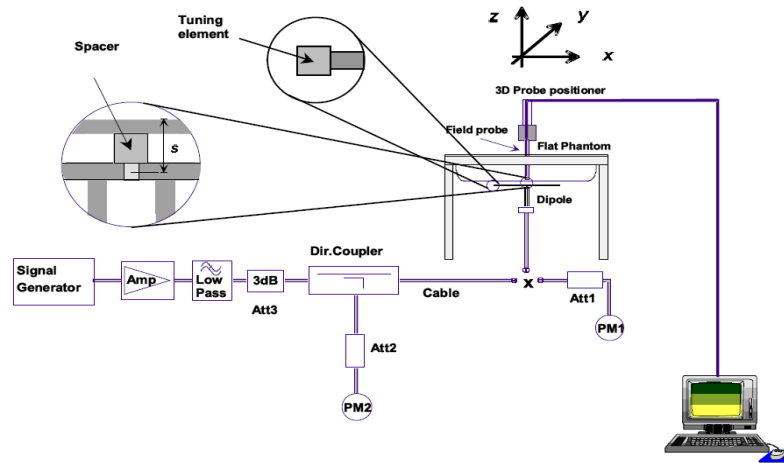 Tuning
element
Spacer
s
z
y
x
3D Probe positioner
Field probe
Flat Phantom
Dipole
Signal
Generator
Amp
Low
Pass
3dB
Att3
Dir.Coupler
Cable
x
Att1
PM1
Att2
PM2